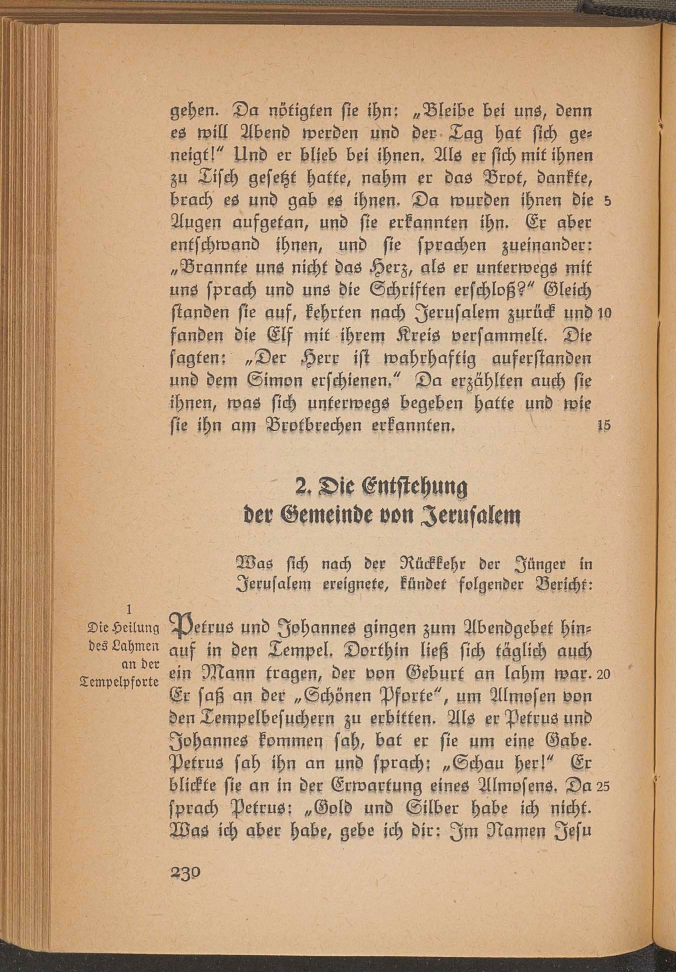 gehen. Da nötigten sie ihn: „Bleibe bei uns, denn
es will Abend werden und der Tag hat sich ge=
neigt!“ Und er blieb bei ihnen. Als er sich mit ihnen
zu Tisch gesetzt hatte, nahm er das Brot, dankte,
brach es und gab es ihnen. Da wurden ihnen die 5
Augen aufgetan, und sie erkannten ihn. Er aber
entschwand ihnen, und sie sprachen zueinander:
„Brannte uns nicht das Herz, als er unterwegs mit
uns sprach und uns die Schriften erschloß?“ Gleich
standen sie auf, kehrten nach Jerusalem zurück und 10
fanden die Elf mit ihrem Kreis versammelt. Die
sagten: „Der Herr ist wahrhaftig auferstanden
und dem Simon erschienen.“ Da erzählten auch sie
ihnen, was sich unterwegs begeben hatte und wie
sie ihn am Brotbrechen erkannten. 15
2. Die Entstehung
der Gemeinde von Jerusalem
Was sich nach der Rückkehr der Jünger in
Jerusalem ereignete, kündet folgender Bericht:
1
Die Heilung
des Lahmen
an der
Tempelpforte
Petrus und Johannes gingen zum Abendgebet hin=
auf in den Tempel. Dorthin ließ sich täglich auch
ein Mann tragen, der von Geburt an lahm war. 20
Er saß an der „Schönen Pforte“, um Almosen von
den Tempelbesuchern zu erbitten. Als er Petrus und
Johannes kommen sah, bat er sie um eine Gabe.
Petrus sah ihn an und sprach: „Schau her!“ Er
blickte sie an in der Erwartung eines Almosens. Da 25
sprach Petrus: „Gold und Silber habe ich nicht.
Was ich aber habe, gebe ich dir: Im Namen Jesu
230